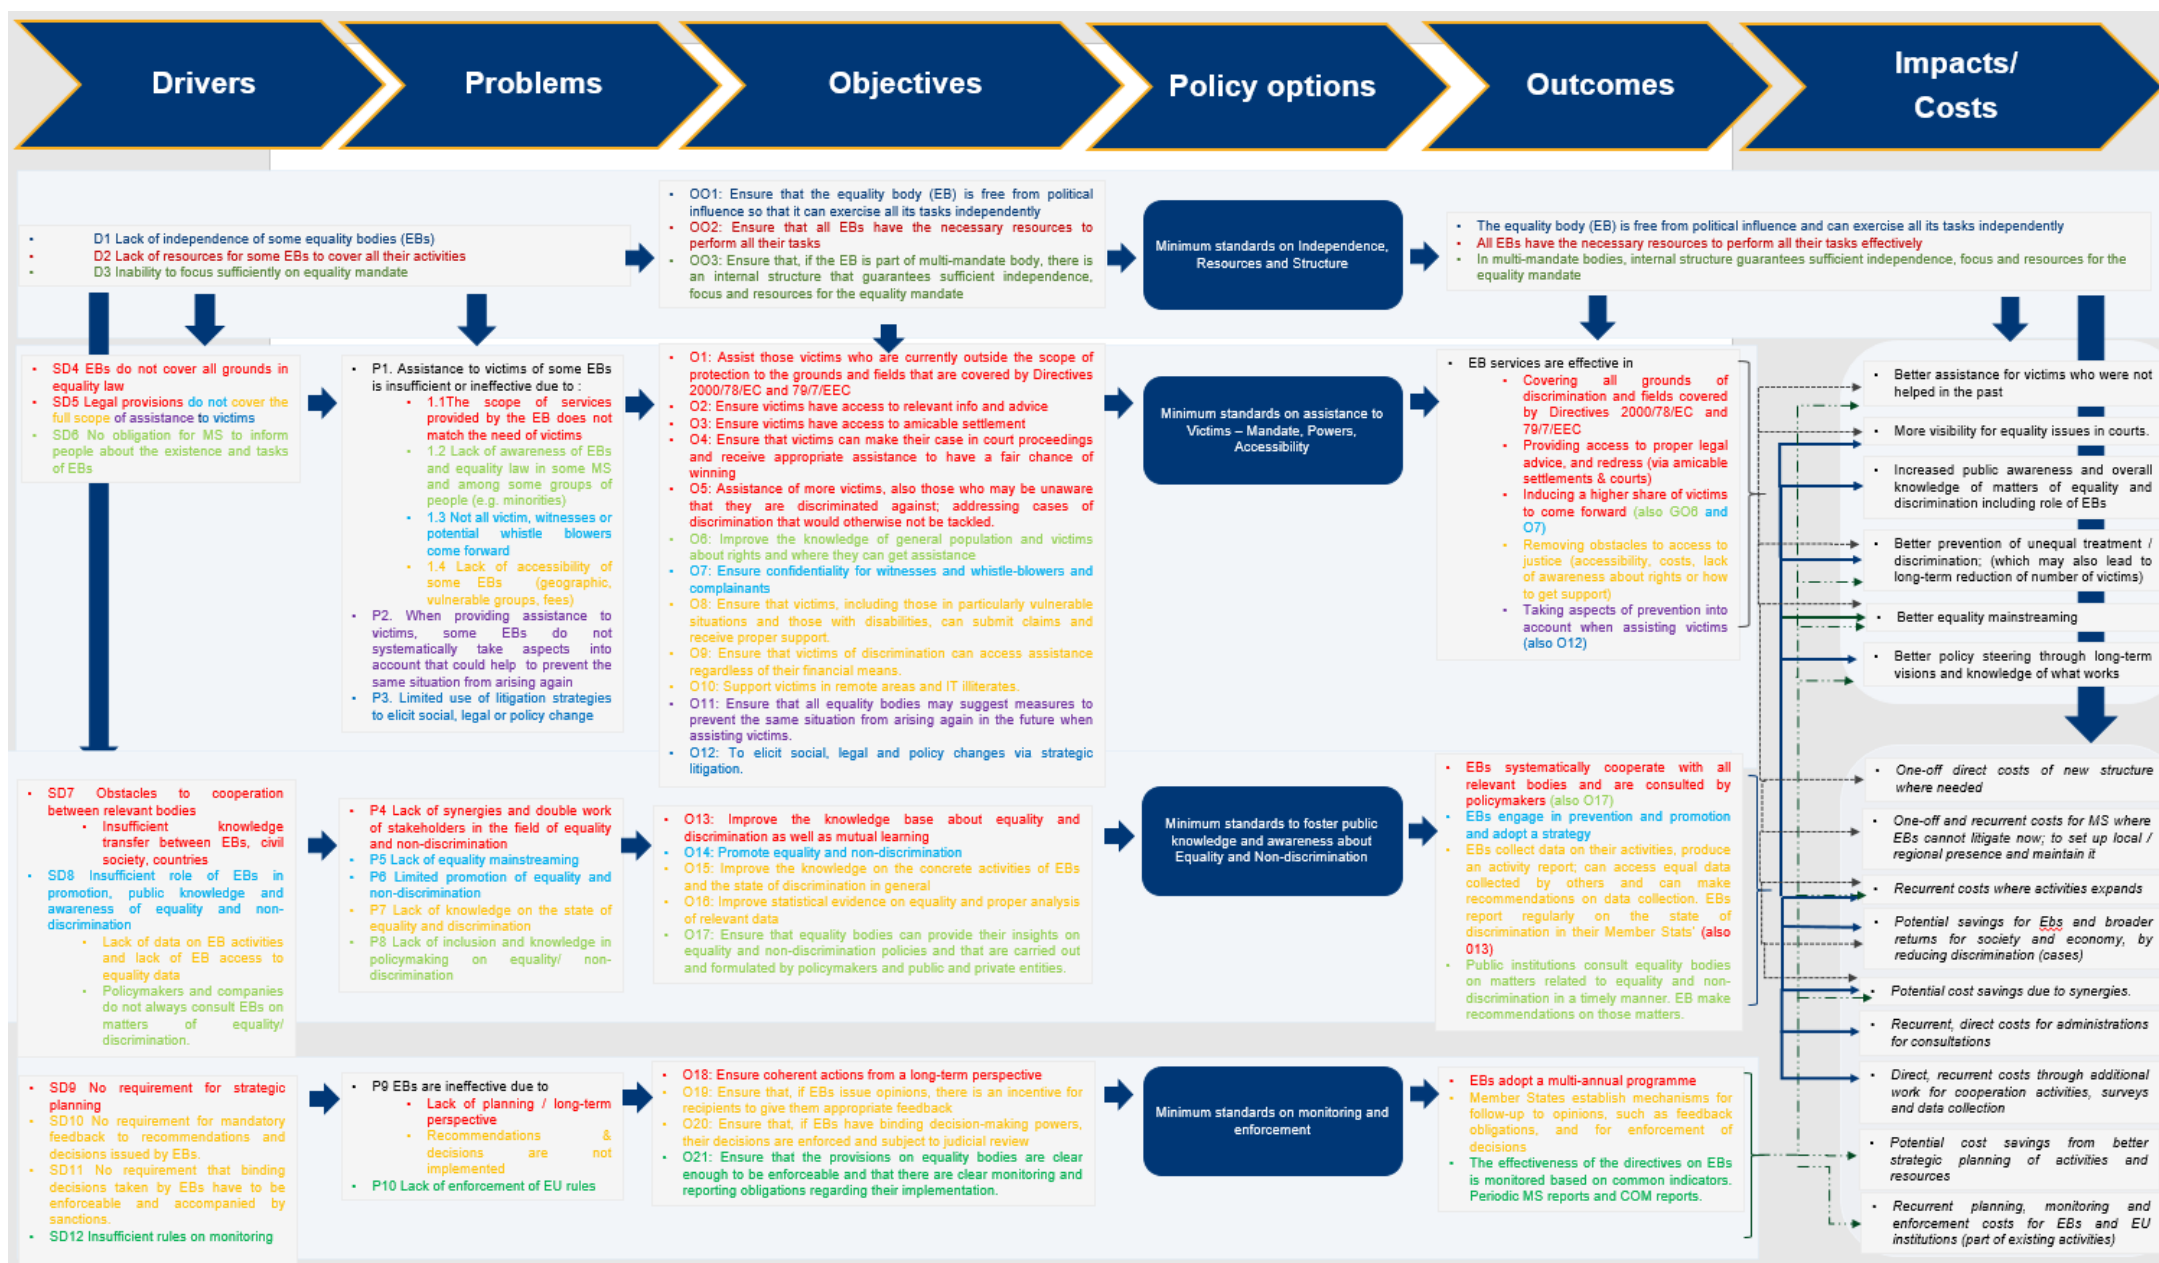 Drivers
Problems
Objectives
Policy options
Outcomes
Impacts/
Costs
▪ D1 Lack of independence of some equality bodies (EBs)
▪ D2 Lack of resources for some EBs to cover all their activities
▪ D3 Inability to focus sufficiently on equality mandate
▪ OO1: Ensure that the equality body (EB) is free from political
influence so that it can exercise all its tasks independently
▪ OO2: Ensure that all EBs have the necessary resources to
perform all their tasks
▪ OO3: Ensure that, if the EB is part of multi-mandate body, there is
an internal structure that guarantees sufficient independence,
focus and resources for the equality mandate
Minimum standards on Independence,
Resources and Structure
▪ The equality body (EB) is free from political influence and can exercise all its tasks independently
▪ All EBs have the necessary resources to perform all their tasks effectively
▪ In multi-mandate bodies, internal structure guarantees sufficient independence, focus and resources for the
equality mandate
▪ SD4 EBs do not cover all grounds in
equality law
▪ SD5 Legal provisions do not cover the
full scope of assistance to victims
▪ SD6 No obligation for MS to inform
people about the existence and tasks
of EBs
▪ P1. Assistance to victims of some EBs
is insufficient or ineffective due to :
▪ 1.1The scope of services
provided by the EB does not
match the need of victims
▪ 1.2 Lack of awareness of EBs
and equality law in some MS
and among some groups of
people (e.g. minorities)
▪ 1.3 Not all victim, witnesses or
potential whistle blowers
come forward
▪ 1.4 Lack of accessibility of
some EBs (geographic,
vulnerable groups, fees)
▪ P2. When providing assistance to
victims, some EBs do not
systematically take aspects into
account that could help to prevent the
same situation from arising again
▪ P3. Limited use of litigation strategies
to elicit social, legal or policy change
▪ O1: Assist those victims who are currently outside the scope of
protection to the grounds and fields that are covered by Directives
2000/78/EC and 79/7/EEC
▪ O2: Ensure victims have access to relevant info and advice
▪ O3: Ensure victims have access to amicable settlement
▪ O4: Ensure that victims can make their case in court proceedings
and receive appropriate assistance to have a fair chance of
winning
▪ O5: Assistance of more victims, also those who may be unaware
that they are discriminated against; addressing cases of
discrimination that would otherwise not be tackled.
▪ O6: Improve the knowledge of general population and victims
about rights and where they can get assistance
▪ O7: Ensure confidentiality for witnesses and whistle-blowers and
complainants
▪ O8: Ensure that victims, including those in particularly vulnerable
situations and those with disabilities, can submit claims and
receive proper support.
▪ O9: Ensure that victims of discrimination can access assistance
regardless of their financial means.
▪ O10: Support victims in remote areas and IT illiterates.
▪ O11: Ensure that all equality bodies may suggest measures to
prevent the same situation from arising again in the future when
assisting victims.
▪ O12: To elicit social, legal and policy changes via strategic
litigation.
Minimum standards on assistance to
Victims – Mandate, Powers,
Accessibility
▪ EB services are effective in
▪ Covering all grounds of
discrimination and fields covered
by Directives 2000/78/EC and
79/7/EEC
▪ Providing access to proper legal
advice, and redress (via amicable
settlements & courts)
▪ Inducing a higher share of victims
to come forward (also GO6 and
O7)
▪ Removing obstacles to access to
justice (accessibility, costs, lack
of awareness about rights or how
to get support)
▪ Taking aspects of prevention into
account when assisting victims
(also O12)
▪ Better assistance for victims who were not
helped in the past
▪ More visibility for equality issues in courts.
▪ Increased public awareness and overall
knowledge of matters of equality and
discrimination including role of EBs
▪ Better prevention of unequal treatment /
discrimination; (which may also lead to
long-term reduction of number of victims)
▪ Better equality mainstreaming
▪ Better policy steering through long-term
visions and knowledge of what works
▪ SD7 Obstacles to cooperation
between relevant bodies
▪ Insufficient knowledge
transfer between EBs, civil
society, countries
▪ SD8 Insufficient role of EBs in
promotion, public knowledge and
awareness of equality and non-
discrimination
▪ Lack of data on EB activities
and lack of EB access to
equality data
▪ Policymakers and companies
do not always consult EBs on
matters of equality/
discrimination.
▪ P4 Lack of synergies and double work
of stakeholders in the field of equality
and non-discrimination
▪ P5 Lack of equality mainstreaming
▪ P6 Limited promotion of equality and
non-discrimination
▪ P7 Lack of knowledge on the state of
equality and discrimination
▪ P8 Lack of inclusion and knowledge in
policymaking on equality/ non-
discrimination
▪ O13: Improve the knowledge base about equality and
discrimination as well as mutual learning
▪ O14: Promote equality and non-discrimination
▪ O15: Improve the knowledge on the concrete activities of EBs
and the state of discrimination in general
▪ O16: Improve statistical evidence on equality and proper analysis
of relevant data
▪ O17: Ensure that equality bodies can provide their insights on
equality and non-discrimination policies and that are carried out
and formulated by policymakers and public and private entities.
Minimum standards to foster public
knowledge and awareness about
Equality and Non-discrimination
▪ EBs systematically cooperate with all
relevant bodies and are consulted by
policymakers (also O17)
▪ EBs engage in prevention and promotion
and adopt a strategy
▪ EBs collect data on their activities, produce
an activity report; can access equal data
collected by others and can make
recommendations on data collection. EBs
report regularly on the state of
discrimination in their Member Stats' (also
013)
▪ Public institutions consult equality bodies
on matters related to equality and non-
discrimination in a timely manner. EB make
recommendations on those matters.
▪ One-off direct costs of new structure
where needed
▪ One-off and recurrent costs for MS where
EBs cannot litigate now; to set up local /
regional presence and maintain it
▪ Recurrent costs where activities expands
▪ Potential savings for Ebs and broader
returns for society and economy, by
reducing discrimination (cases)
▪ Potential cost savings due to synergies.
▪ Recurrent, direct costs for administrations
for consultations
▪ Direct, recurrent costs through additional
work for cooperation activities, surveys
and data collection
▪ Potential cost savings from better
strategic planning of activities and
resources
▪ Recurrent planning, monitoring and
enforcement costs for EBs and EU
institutions (part of existing activities)
▪ SD9 No requirement for strategic
planning
▪ SD10 No requirement for mandatory
feedback to recommendations and
decisions issued by EBs.
▪ SD11 No requirement that binding
decisions taken by EBs have to be
enforceable and accompanied by
sanctions.
▪ SD12 Insufficient rules on monitoring
▪ P9 EBs are ineffective due to
▪ Lack of planning / long-term
perspective
▪ Recommendations &
decisions are not
implemented
▪ P10 Lack of enforcement of EU rules
▪ O18: Ensure coherent actions from a long-term perspective
▪ O19: Ensure that, if EBs issue opinions, there is an incentive for
recipients to give them appropriate feedback
▪ O20: Ensure that, if EBs have binding decision-making powers,
their decisions are enforced and subject to judicial review
▪ O21: Ensure that the provisions on equality bodies are clear
enough to be enforceable and that there are clear monitoring and
reporting obligations regarding their implementation.
Minimum standards on monitoring and
enforcement
▪ EBs adopt a multi-annual programme
▪ Member States establish mechanisms for
follow-up to opinions, such as feedback
obligations, and for enforcement of
decisions
▪ The effectiveness of the directives on EBs
is monitored based on common indicators.
Periodic MS reports and COM reports.